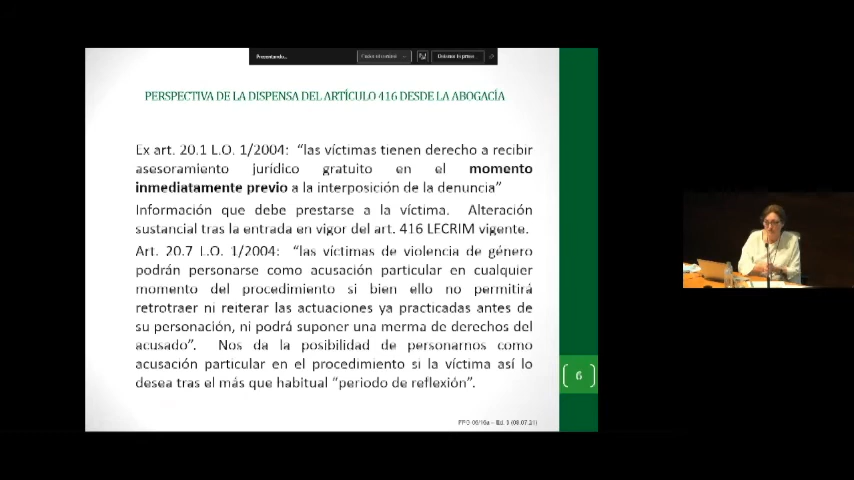 Presentando...
PERSPECTIVA DE LA DISPENSA DEL ARTÍCULO 416 DESDE LA ABOGACÍA
Ex art. 20.1 L.O. 1/2004: “las víctimas tienen derecho a recibir
asesoramiento jurídico gratuito en el momento
inmediatamente previo a la interposición de la denuncia”
Información que debe prestarse a la víctima. Alteración
sustancial tras la entrada en vigor del art. 416 LECRIM vigente.
Art. 20.7 L.O. 1/2004: “las víctimas de violencia de género
podrán personarse como acusación particular en cualquier
momento del procedimiento si bien ello no permitirá
retrotraer ni reiterar las actuaciones ya practicadas antes de
su personación, ni podrá suponer una merma de derechos del
acusado”. Nos da la posibilidad de personarnos como
acusación particular en el procedimiento si la víctima así lo
desea tras el más que habitual “periodo de reflexión”.
6
(08.07.21)